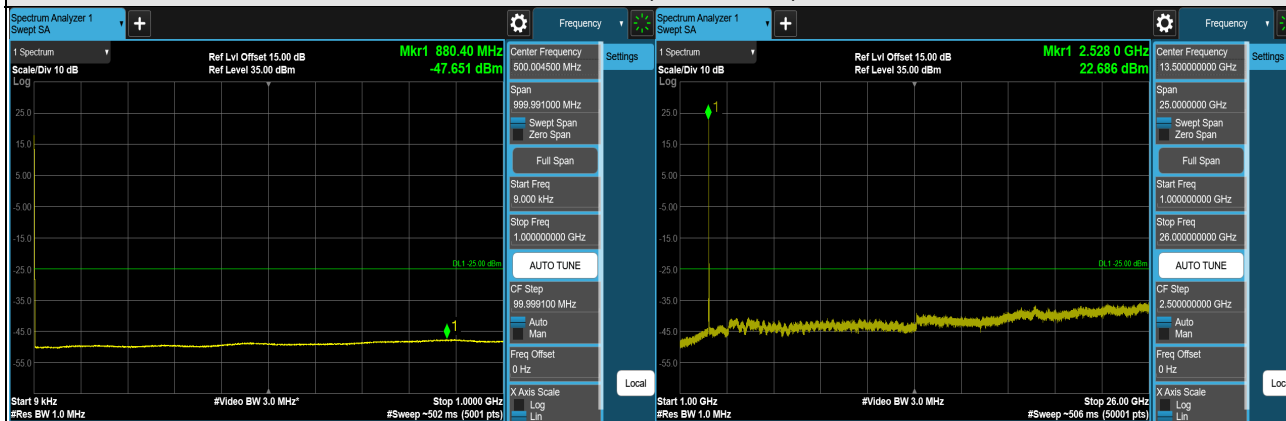 Spectrum Analyzer 1
Swept SA
Frequency
1 Spectrum
Scale/Div 10 dB
Log
Ref Lvl Offset 15.00 dB
Ref Level 35.00 dBm
Mkr1 880.40 MHz
-47.651 dBm
25.0
15.0
5.00
-5.00
-15.0
-25.0
-35.0
-45.0
-55.0
DL1 -25.00 dBm
1
Start 9 kHz
#Res BW 1.0 MHz
#Video BW 3.0 MHz*
Stop 1.0000 GHz
#Sweep ~502 ms (5001 pts)
Center Frequency
500.004500 MHz
Span
999.991000 MHz
Swept Span
Zero Span
Full Span
Start Freq
9.000 kHz
Stop Freq
1.000000000 GHz
AUTO TUNE
CF Step
99.999100 MHz
Auto
Man
Freq Offset
0 Hz
X Axis Scale
Log
Lin
Settings
Local
Spectrum Analyzer 1
Swept SA
Frequency
1 Spectrum
Scale/Div 10 dB
Log
Ref Lvl Offset 15.00 dB
Ref Level 35.00 dBm
Mkr1 2.528 0 GHz
22.686 dBm
25.0
15.0
5.00
-5.00
-15.0
-25.0
-35.0
-45.0
-55.0
1
DL1 -25.00 dBm
Start 1.00 GHz
#Res BW 1.0 MHz
#Video BW 3.0 MHz
Stop 26.00 GHz
#Sweep ~506 ms (50001 pts)
Center Frequency
13.500000000 GHz
Span
25.0000000 GHz
Swept Span
Zero Span
Full Span
Start Freq
1.000000000 GHz
Stop Freq
26.000000000 GHz
AUTO TUNE
CF Step
2.500000000 GHz
Auto
Man
Freq Offset
0 Hz
X Axis Scale
Log
Lin
Settings